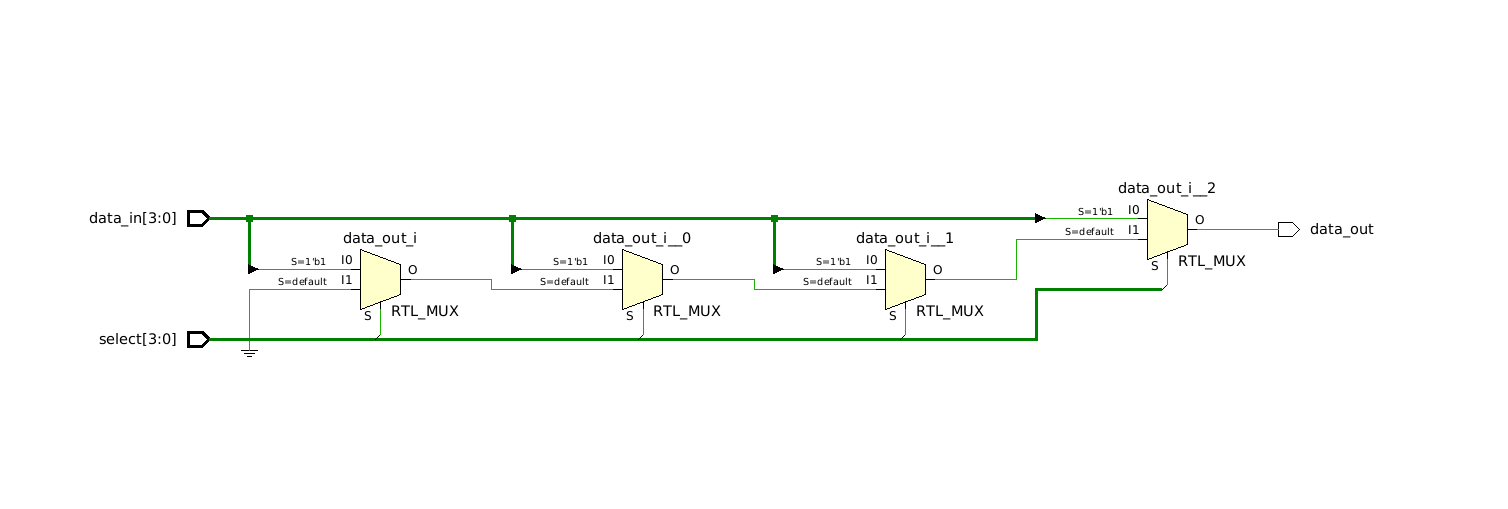 data_out_i__2
data_in[3:0]
S=1'b1 I0
S=default I1
O
data_out
S
RTL_MUX
data_out_i
S=1'b1 I0
S=default I1
O
S
RTL_MUX
data_out_i__0
S=1'b1 I0
S=default I1
O
S
RTL_MUX
data_out_i__1
S=1'b1 I0
S=default I1
O
S
RTL_MUX
select[3:0]